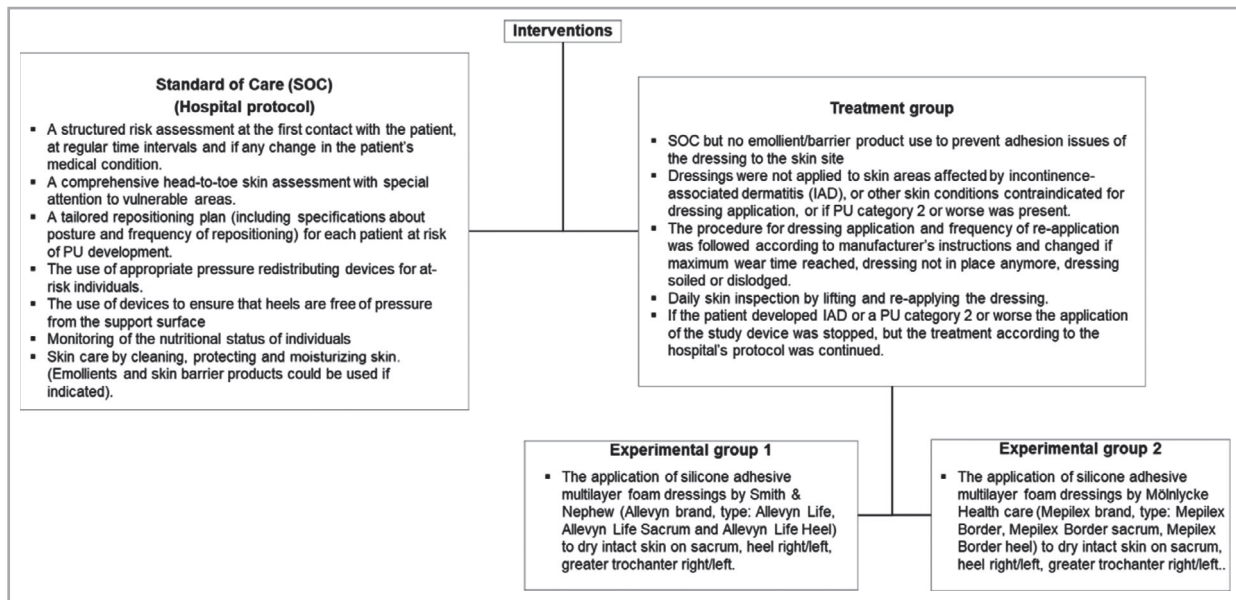 Interventions
Standard of Care (SOC)
(Hospital protocol)
▪ A structured risk assessment at the first contact with the patient,
at regular time intervals and if any change in the patient's
medical condition.
▪ A comprehensive head-to-toe skin assessment with special
attention to vulnerable areas.
▪ A tailored repositioning plan (including specifications about
posture and frequency of repositioning) for each patient at risk
of PU development.
▪ The use of appropriate pressure redistributing devices for at-
risk individuals.
▪ The use of devices to ensure that heels are free of pressure
from the support surface
▪ Monitoring of the nutritional status of individuals
▪ Skin care by cleaning, protecting and moisturizing skin.
(Emollients and skin barrier products could be used if
indicated).
Treatment group
▪ SOC but no emollient/barrier product use to prevent adhesion issues
of the dressing to the skin site
▪ Dressings were not applied to skin areas affected by incontinence-
associated dermatitis (IAD), or other skin conditions contraindicated for
dressing application, or if PU category 2 or worse was present.
▪ The procedure for dressing application and frequency of re-application
was followed according to manufacturer's instructions and changed if
maximum wear time reached, dressing not in place anymore, dressing
soiled or dislodged.
▪ Daily skin inspection by lifting and re-applying the dressing.
▪ If the patient developed IAD or a PU category 2 or worse the application
of the study device was stopped, but the treatment according to the
hospital's protocol was continued.
Experimental group 1
▪ The application of silicone adhesive
multilayer foam dressings by Smith &
Nephew (Allevyn brand, type: Allevyn Life,
Allevyn Life Sacrum and Allevyn Life Heel)
to dry intact skin on sacrum, heel right/left,
greater trochanter right/left.
Experimental group 2
▪ The application of silicone adhesive
multilayer foam dressings by Mölnlycke
Health care (Mepilex brand, type: Mepilex
Border, Mepilex Border sacrum, Mepilex
Border heel) to dry intact skin on sacrum,
heel right/left, greater trochanter right/left..